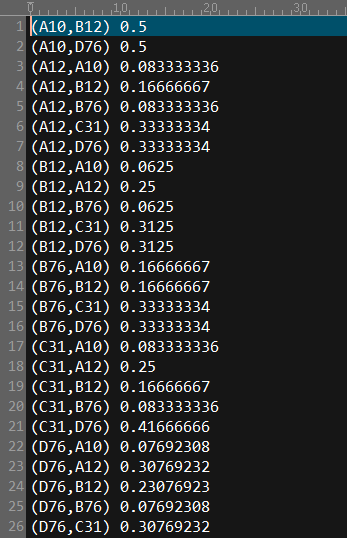 0 10 20 30
1 (A10,B12) 0.5
2 (A10,D76) 0.5
3 (A12,A10) 0.083333336
4 (A12,B12) 0.16666667
5 (A12,B76) 0.083333336
6 (A12,C31) 0.33333334
7 (A12,D76) 0.33333334
8 (B12,A10) 0.0625
9 (B12,A12) 0.25
10 (B12,B76) 0.0625
11 (B12,C31) 0.3125
12 (B12,D76) 0.3125
13 (B76,A10) 0.16666667
14 (B76,B12) 0.16666667
15 (B76,C31) 0.33333334
16 (B76,D76) 0.33333334
17 (C31,A10) 0.083333336
18 (C31,A12) 0.25
19 (C31,B12) 0.16666667
20 (C31,B76) 0.083333336
21 (C31,D76) 0.41666666
22 (D76,A10) 0.07692308
23 (D76,A12) 0.30769232
24 (D76,B12) 0.23076923
25 (D76,B76) 0.07692308
26 (D76,C31) 0.30769232